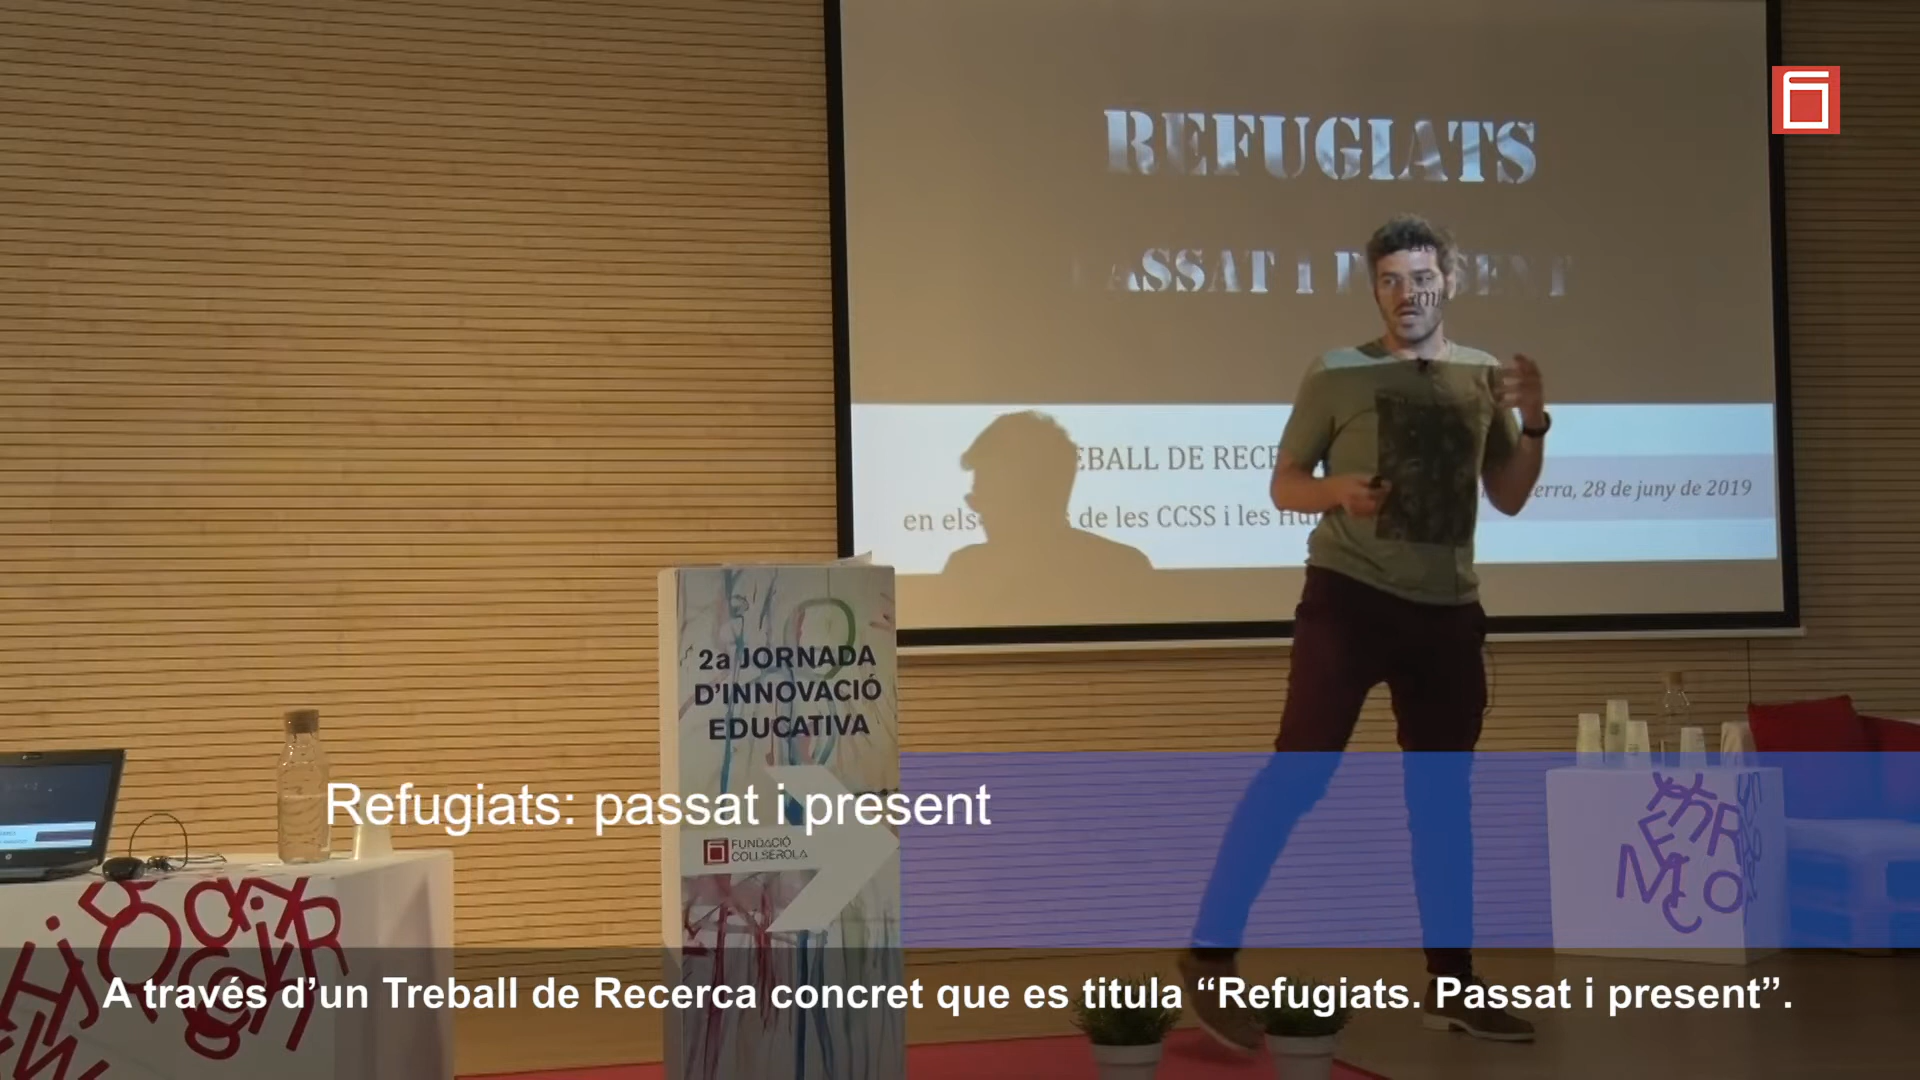 REFUGIATS
ASSAT I
EBALL DE
erra, 28 de juny de 2019
en els de les CCSS i les
2a JORNADA
D'INNOVACIÓ
EDUCATIVA
Refugiats: passat i present
FUNDACIÓ
COLLSEROLA
A través d’un Treball de Recerca concret que es titula “Refugiats. Passat i present”.